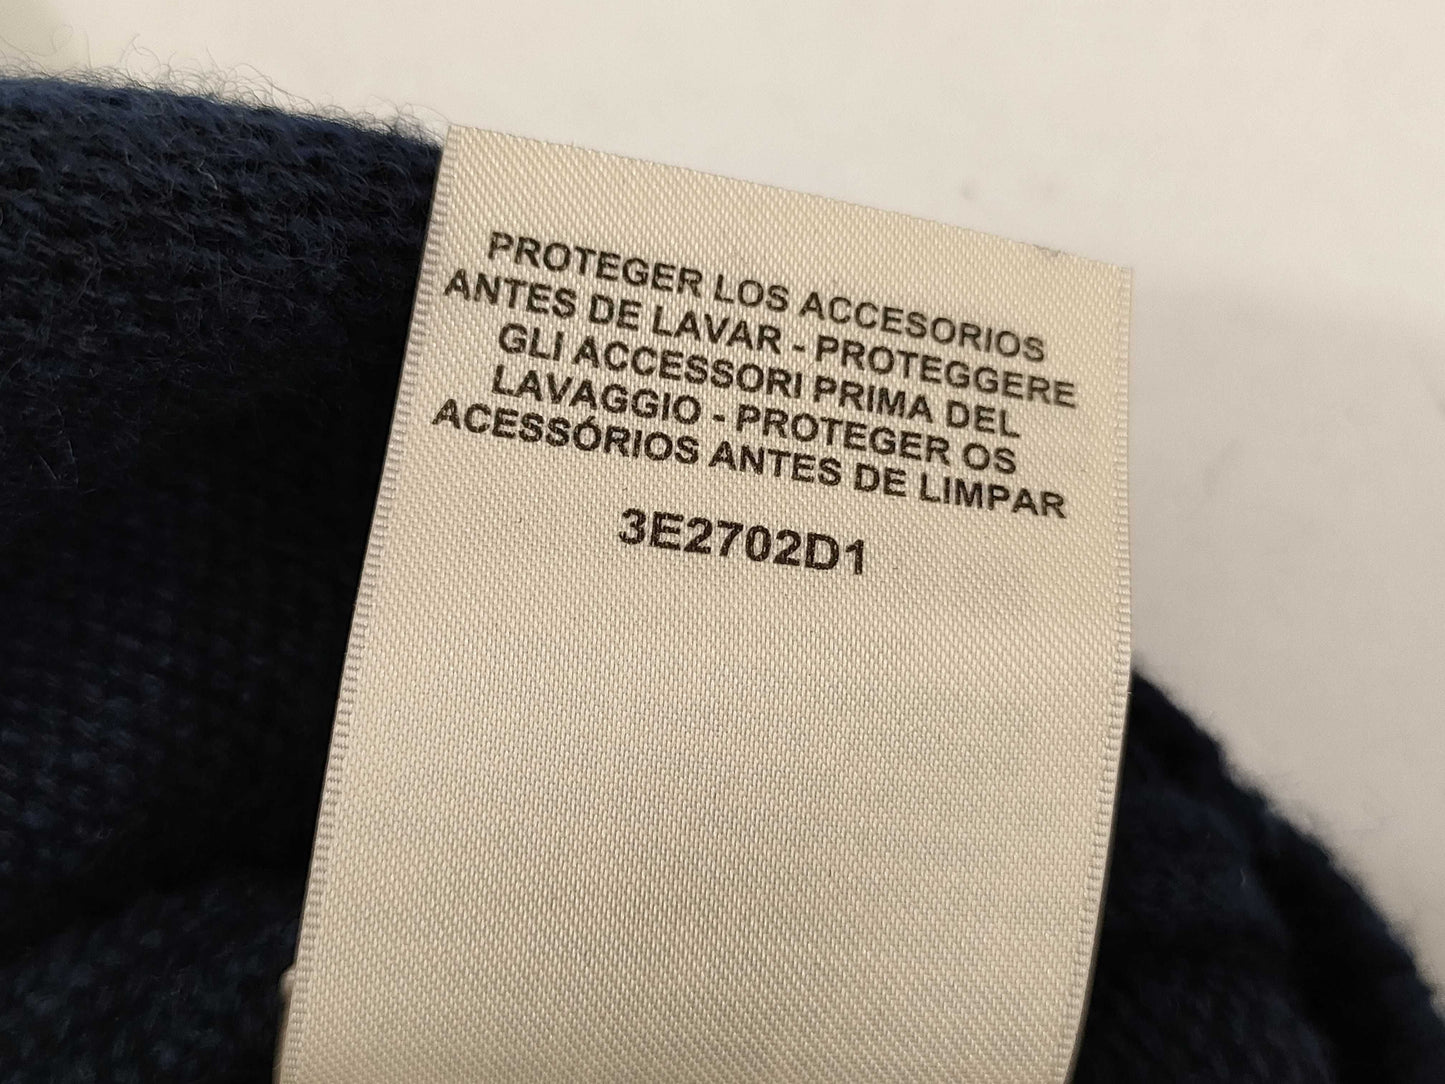 PROTEGER LOS ACCESORIOS
ANTES DE LAVAR - PROTEGGERE
GLI ACCESSORI PRIMA DEL
LAVAGGIO - PROTEGER OS
ACESSÓRIOS ANTES DE LIMPAR
3E2702D1